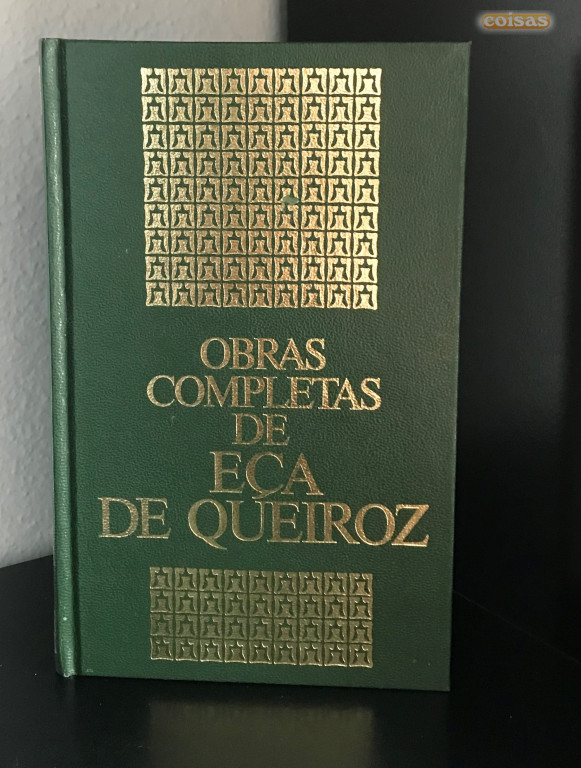 coisas
OBRAS
COMPLETAS
DE
EÇA
DE QUEIROZ